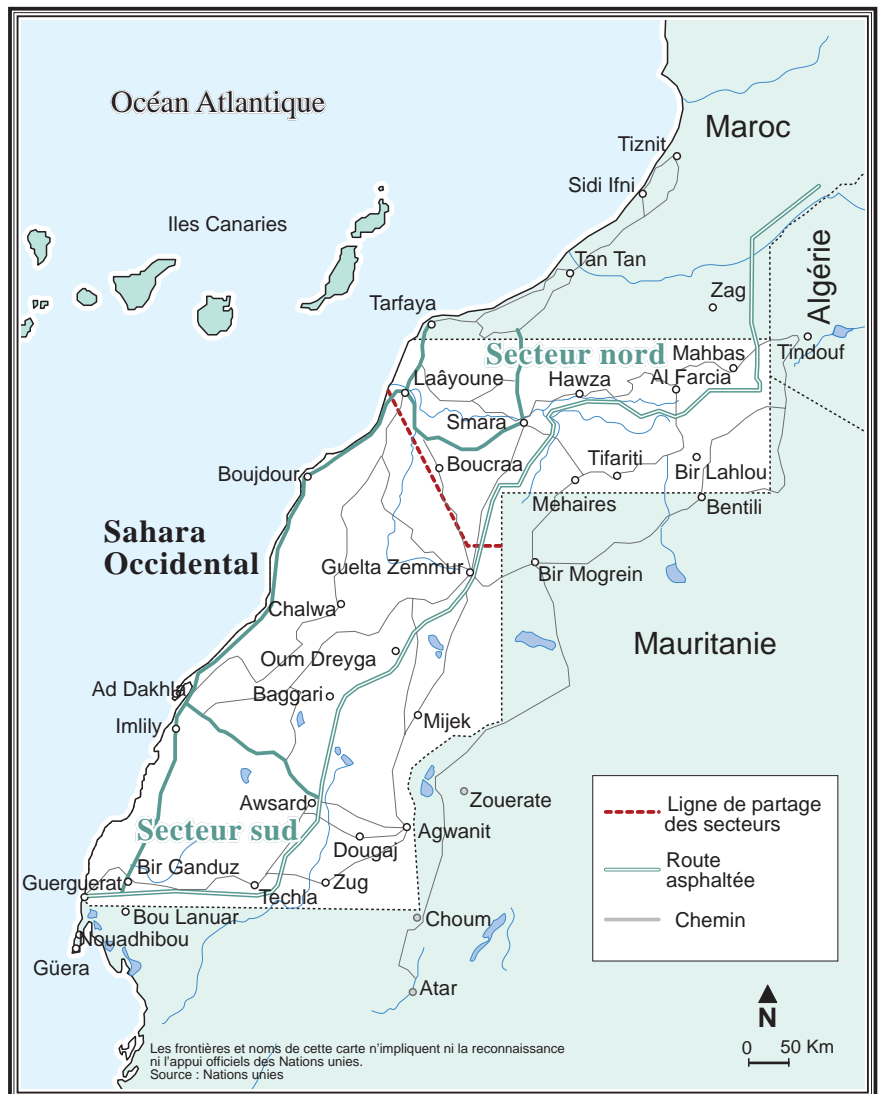 Océan Atlantique
Maroc
Tiznit
Sidi Ifni
Iles Canaries
Tan Tan
Algérie
Zag
Tarfaya
Tindouf
Secteur nord
Mahbas
Laâyoune
Hawza
Al Farcia
Smara
Boucraa
Tifariti
Bir Lahlou
Boujdour
Mehaires
Bentili
Sahara
Occidental
Guelta Zemmur
Bir Mogrein
Chalwa
Mauritanie
Oum Dreyga
Ad Dakhla
Baggari
Imlily
Mijek
Zouerate
Awsard
Agwanit
Secteur sud
Dougaj
Bir Ganduz
Guerguerat
Zug
Techla
Bou Lanuar
Choum
Nouadhibou
Güera
Atar
Ligne de partage
des secteurs
Route
asphaltée
Chemin
N
0 50 Km
Les frontières et noms de cette carte n'impliquent ni la reconnaissance
ni l'appui officiels des Nations unies.
Source : Nations unies